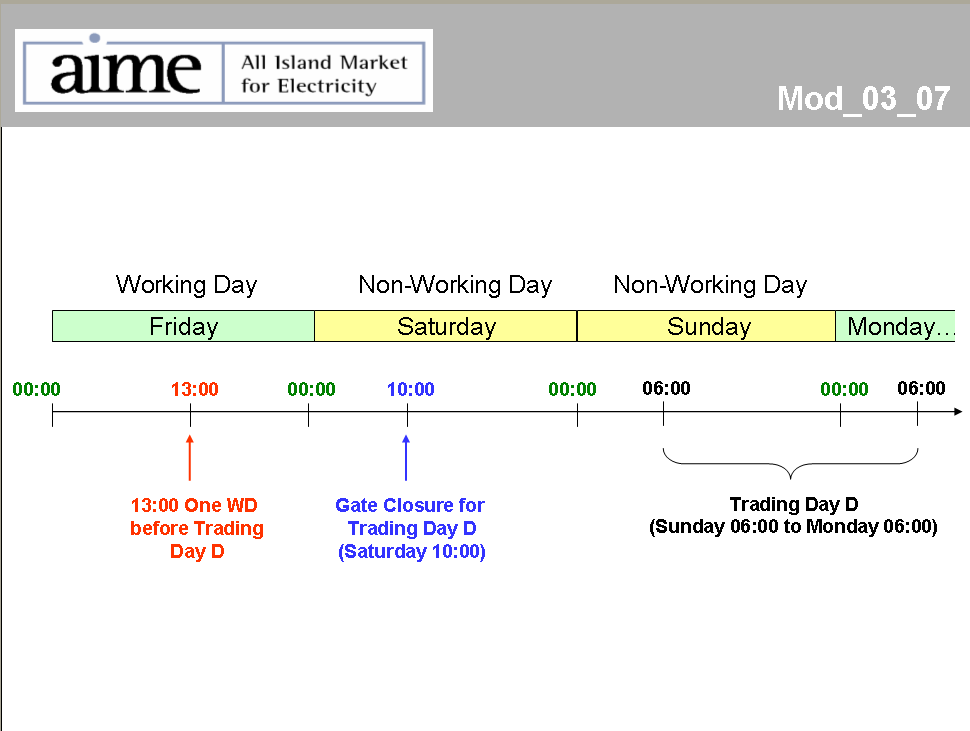 aime
All Island Market
for Electricity
Mod_03_07
Working Day Non-Working Day Non-Working Day
Friday Saturday Sunday Monday…
00:00 13:00 00:00 10:00 00:00 06:00 00:00 06:00
13:00 One WD
before Trading
Day D
Gate Closure for
Trading Day D
(Saturday 10:00)
Trading Day D
(Sunday 06:00 to Monday 06:00)